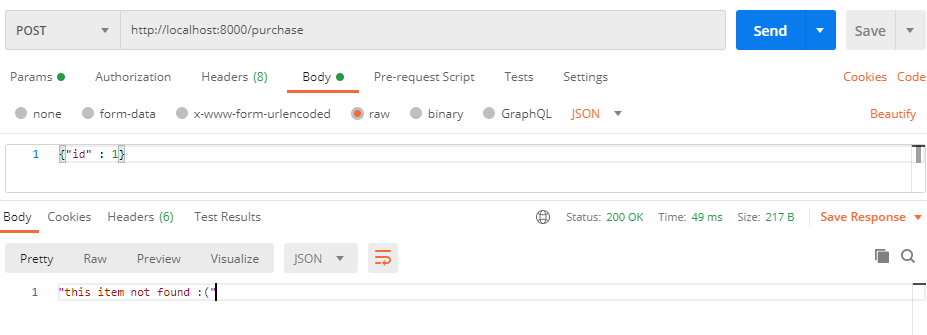 POST http://localhost:8000/purchase Send Save
Params Authorization Headers (8) Body Pre-request Script Tests Settings Cookies Code
none form-data x-www-form-urlencoded raw binary GraphQL JSON Beautify
1 {"id" : 1}
Body Cookies Headers (6) Test Results Status: 200 OK Time: 49 ms Size: 217 B Save Response
Pretty Raw Preview Visualize JSON
1 "this item not found :("